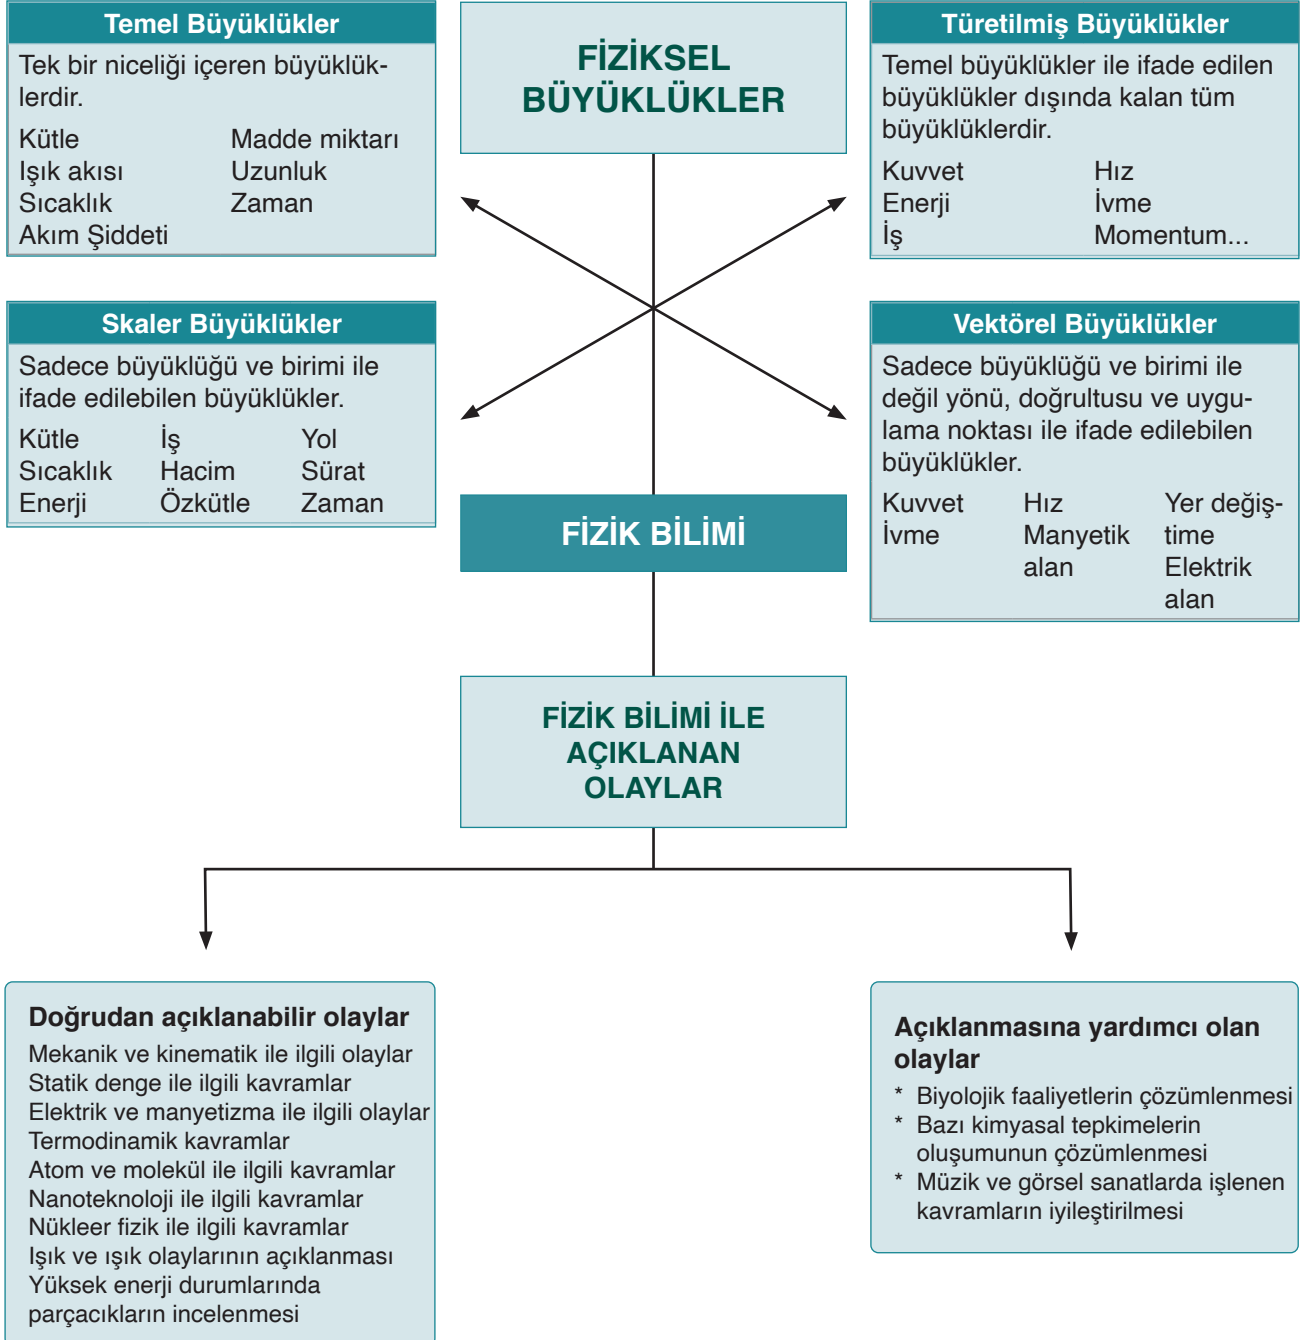 Temel Büyüklükler
Tek bir niceliği içeren büyüklük-
lerdir.
Kütle Madde miktarı
Işık akısı Uzunluk
Sıcaklık Zaman
Akım Şiddeti
FİZİKSEL
BÜYÜKLÜKLER
Türetilmiş Büyüklükler
Temel büyüklükler ile ifade edilen
büyüklükler dışında kalan tüm
büyüklüklerdir.
Kuvvet Hız
Enerji İvme
İş Momentum...
Skaler Büyüklükler
Sadece büyüklüğü ve birimi ile
ifade edilebilen büyüklükler.
Kütle İş Yol
Sıcaklık Hacim Sürat
Enerji Özkütle Zaman
Vektörel Büyüklükler
Sadece büyüklüğü ve birimi ile
değil yönü, doğrultusu ve uygu-
lama noktası ile ifade edilebilen
büyüklükler.
Kuvvet Hız Yer değiş-
İvme Manyetik time
alan Elektrik
alan
FİZİK BİLİMİ
FİZİK BİLİMİ İLE
AÇIKLANAN
OLAYLAR
Doğrudan açıklanabilir olaylar
Mekanik ve kinematik ile ilgili olaylar
Statik denge ile ilgili kavramlar
Elektrik ve manyetizma ile ilgili olaylar
Termodinamik kavramlar
Atom ve molekül ile ilgili kavramlar
Nanoteknoloji ile ilgili kavramlar
Nükleer fizik ile ilgili kavramlar
Işık ve ışık olaylarının açıklanması
Yüksek enerji durumlarında
parçacıkların incelenmesi
Açıklanmasına yardımcı olan
olaylar
* Biyolojik faaliyetlerin çözümlenmesi
* Bazı kimyasal tepkimelerin
oluşumunun çözümlenmesi
* Müzik ve görsel sanatlarda işlenen
kavramların iyileştirilmesi